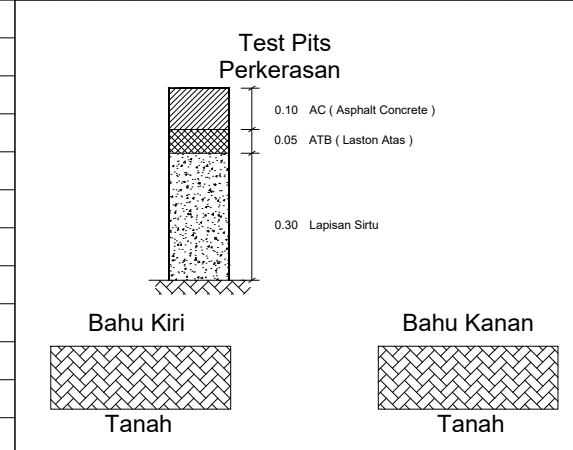 Test Pits
Perkerasan
0.10 AC ( Asphalt Concrete )
0.05 ATB ( Laston Atas )
0.30 Lapisan Sirtu
Bahu Kiri
Bahu Kanan
Tanah
Tanah